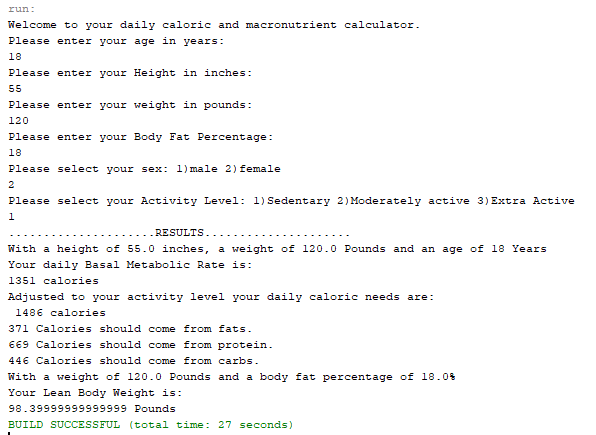 run:
Welcome to your daily caloric and macronutrient calculator.
Please enter your age in years:
18
Please enter your Height in inches:
55
Please enter your weight in pounds:
120
Please enter your Body Fat Percentage:
18
Please select your sex: 1)male 2)female
2
Please select your Activity Level: 1)Sedentary 2)Moderately active 3)Extra Active
1
.....................RESULTS.....................
With a height of 55.0 inches, a weight of 120.0 Pounds and an age of 18 Years
Your daily Basal Metabolic Rate is:
1351 calories
Adjusted to your activity level your daily caloric needs are:
 1486 calories
371 Calories should come from fats.
669 Calories should come from protein.
446 Calories should come from carbs.
With a weight of 120.0 Pounds and a body fat percentage of 18.0%
Your Lean Body Weight is:
98.39999999999999 Pounds
BUILD SUCCESSFUL (total time: 27 seconds)